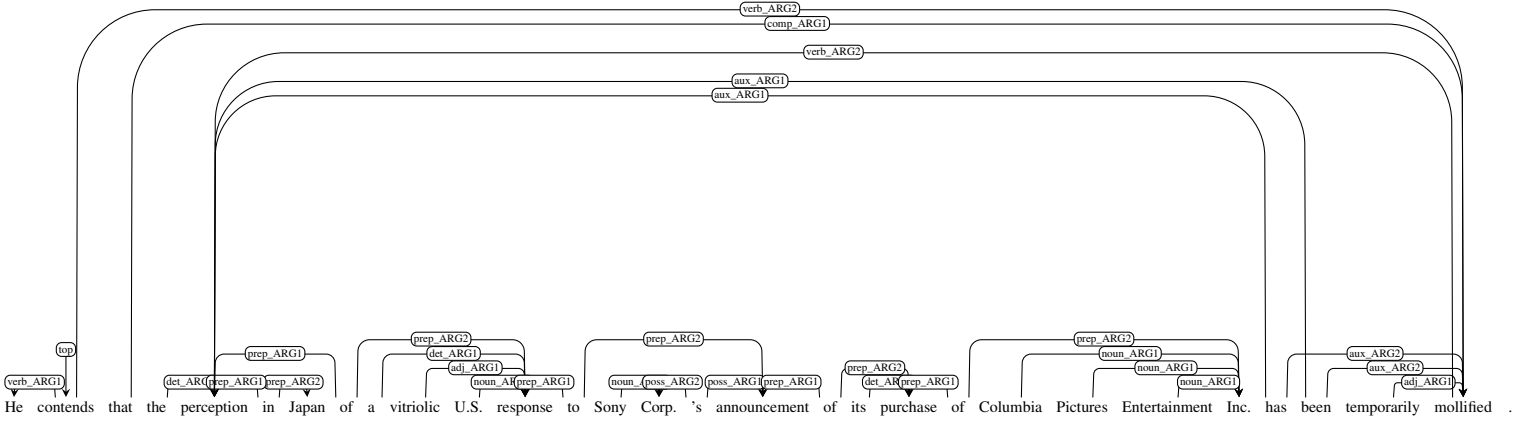 verb_ARG2
comp_ARG1
verb_ARG2
aux_ARG1
aux_ARG1
prep_ARG2 prep_ARG2 prep_ARG2
top prep_ARG1 det_ARG1 noun_ARG1 aux_ARG2
adj_ARG1 prep_ARG2 noun_ARG1 aux_ARG2
verb_ARG1 prep_ARG1 prep_ARG2 prep_ARG1 poss_ARG2 poss_ARG1 prep_ARG1 prep_ARG1 noun_ARG1 adj_ARG1
He contends that the perception in Japan of a vitriolic U.S. response to Sony Corp. 's announcement of its purchase of Columbia Pictures Entertainment Inc. has been temporarily mollified .